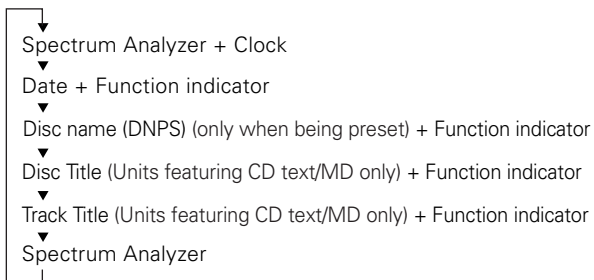 Spectrum Analyzer + Clock
Date + Function indicator
Disc name (DNPS) (only when being preset) + Function indicator
Disc Title (Units featuring CD text/MD only) + Function indicator
Track Title (Units featuring CD text/MD only) + Function indicator
Spectrum Analyzer